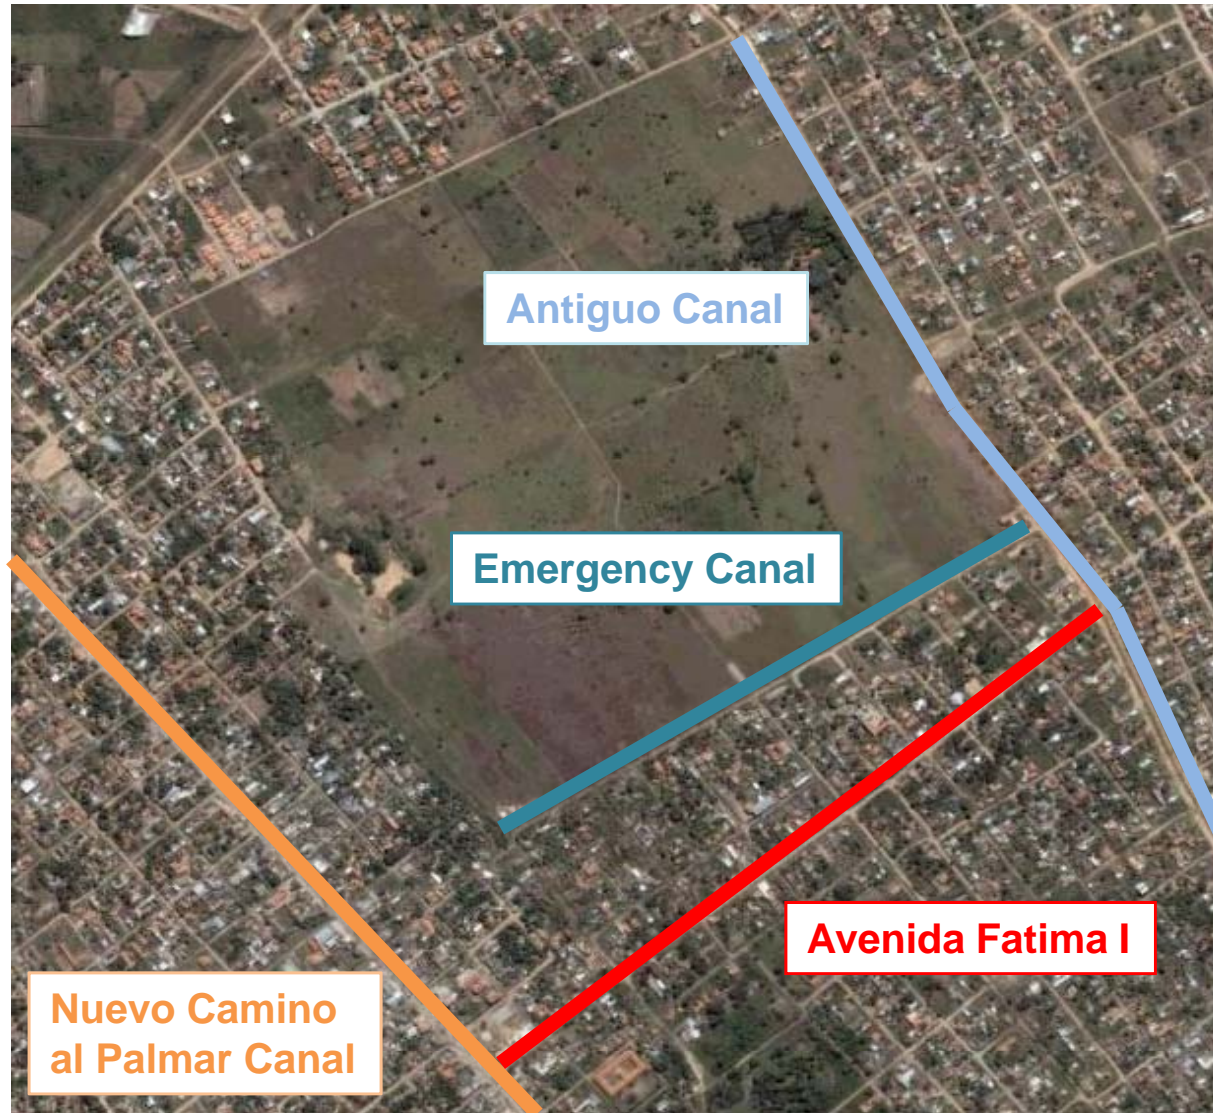 Antiguo Canal
Emergency Canal
Avenida Fatima I
Nuevo Camino
al Palmar Canal